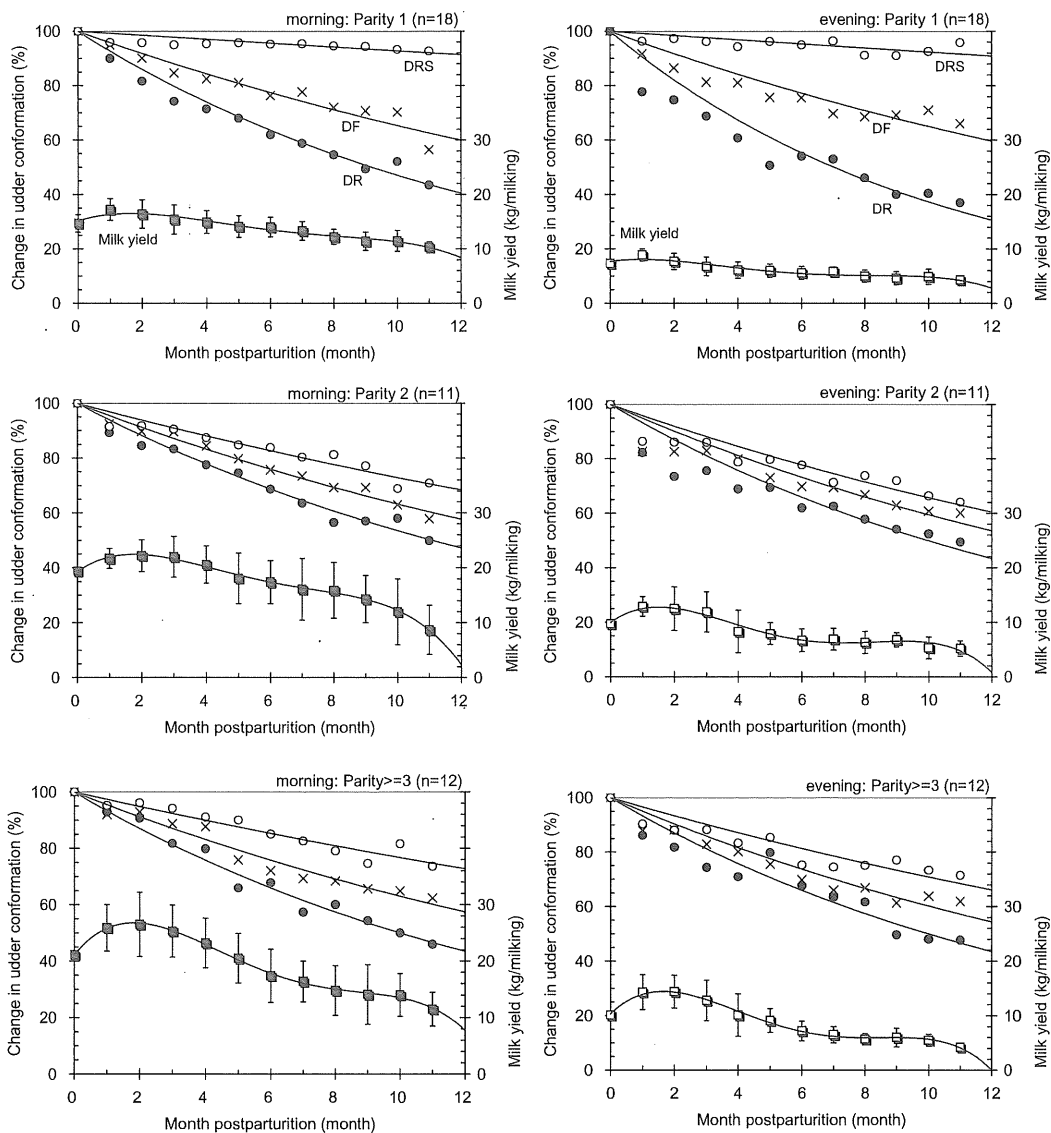 morning: Parity 1 (n=18)
100
80
60
40
20
0
Change in udder conformation (%)
DRS
DF
DR
Milk yield
30
20
10
0
Milk yield (kg/milking)
0 2 4 6 8 10 12
Month postparturition (month)
evening: Parity 1 (n=18)
100
80
60
40
20
0
Change in udder conformation (%)
DRS
DF
DR
Milk yield
30
20
10
0
Milk yield (kg/milking)
0 2 4 6 8 10 12
Month postparturition (month)
morning: Parity 2 (n=11)
100
80
60
40
20
0
Change in udder conformation (%)
30
20
10
0
Milk yield (kg/milking)
0 2 4 6 8 10 12
Month postparturition (month)
evening: Parity 2 (n=11)
100
80
60
40
20
0
Change in udder conformation (%)
30
20
10
0
Milk yield (kg/milking)
0 2 4 6 8 10 12
Month postparturition (month)
morning: Parity>=3 (n=12)
100
80
60
40
20
0
Change in udder conformation (%)
30
20
10
0
Milk yield (kg/milking)
0 2 4 6 8 10 12
Month postparturition (month)
evening: Parity>=3 (n=12)
100
80
60
40
20
0
Change in udder conformation (%)
30
20
10
0
Milk yield (kg/milking)
0 2 4 6 8 10 12
Month postparturition (month)